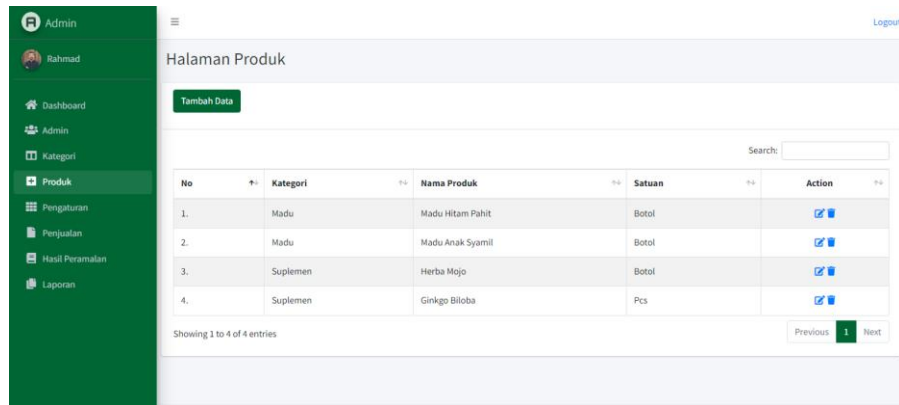 Admin
Logout
Rahmad
Halaman Produk
Dashboard
Tambah Data
Admin
Kategori
Search:
Produk
No Kategori Nama Produk Satuan Action
Pengaturan
1. Madu Madu Hitam Pahit Botol
Penjualan
2. Madu Madu Anak Syamil Botol
Hasil Peramalan
3. Suplemen Herba Mojo Botol
Laporan
4. Suplemen Ginkgo Biloba Pcs
Showing 1 to 4 of 4 entries
Previous 1 Next